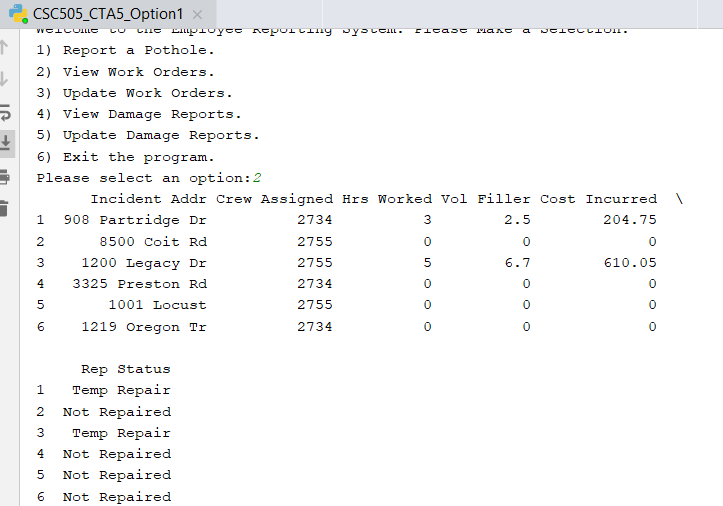 CSC505_CTA5_Option1
Welcome to the Employee Reporting System. Please Make a Selection.
1) Report a Pothole.
2) View Work Orders.
3) Update Work Orders.
4) View Damage Reports.
5) Update Damage Reports.
6) Exit the program.
Please select an option:2
Incident Addr Crew Assigned Hrs Worked Vol Filler Cost Incurred \
1 908 Partridge Dr 2734 3 2.5 204.75
2 8500 Coit Rd 2755 0 0 0
3 1200 Legacy Dr 2755 5 6.7 610.05
4 3325 Preston Rd 2734 0 0 0
5 1001 Locust 2755 0 0 0
6 1219 Oregon Tr 2734 0 0 0
Rep Status
1 Temp Repair
2 Not Repaired
3 Temp Repair
4 Not Repaired
5 Not Repaired
6 Not Repaired